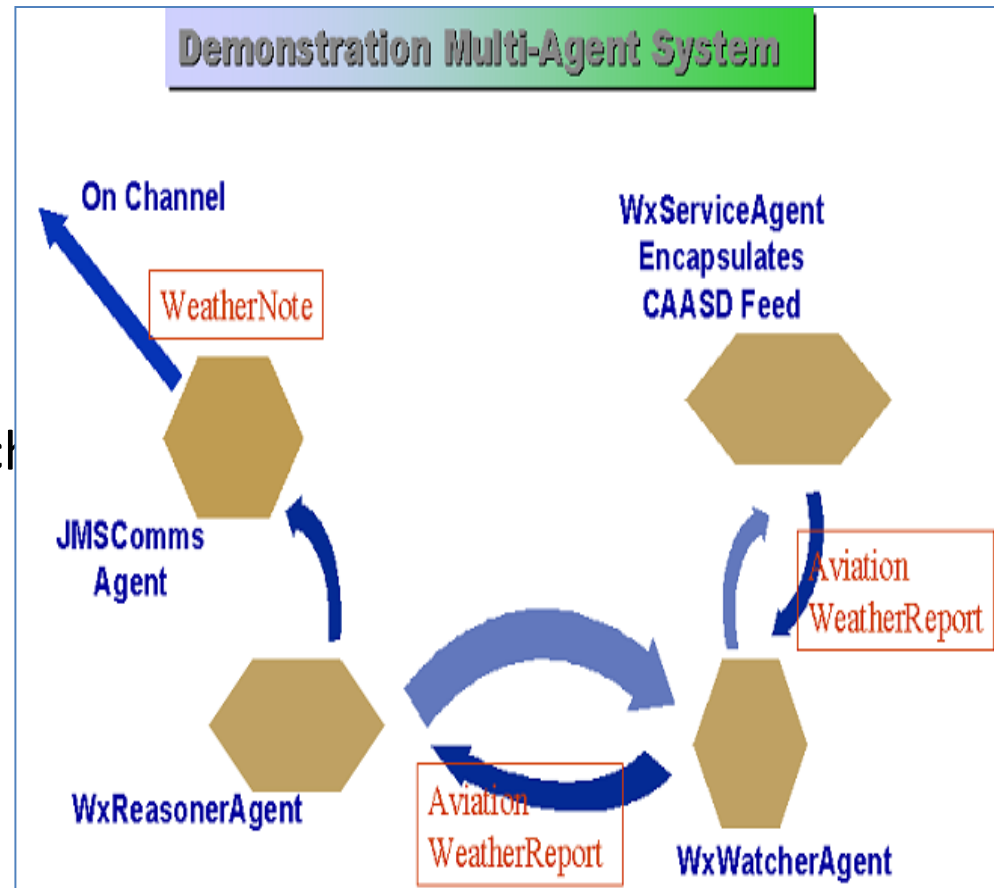 Demonstration Multi-Agent System
On Channel
WeatherNote
WxServiceAgent
Encapsulates
CAASD Feed
JMSComms
Agent
Aviation
WeatherReport
WxReasonerAgent
Aviation
WeatherReport
WxWatcherAgent